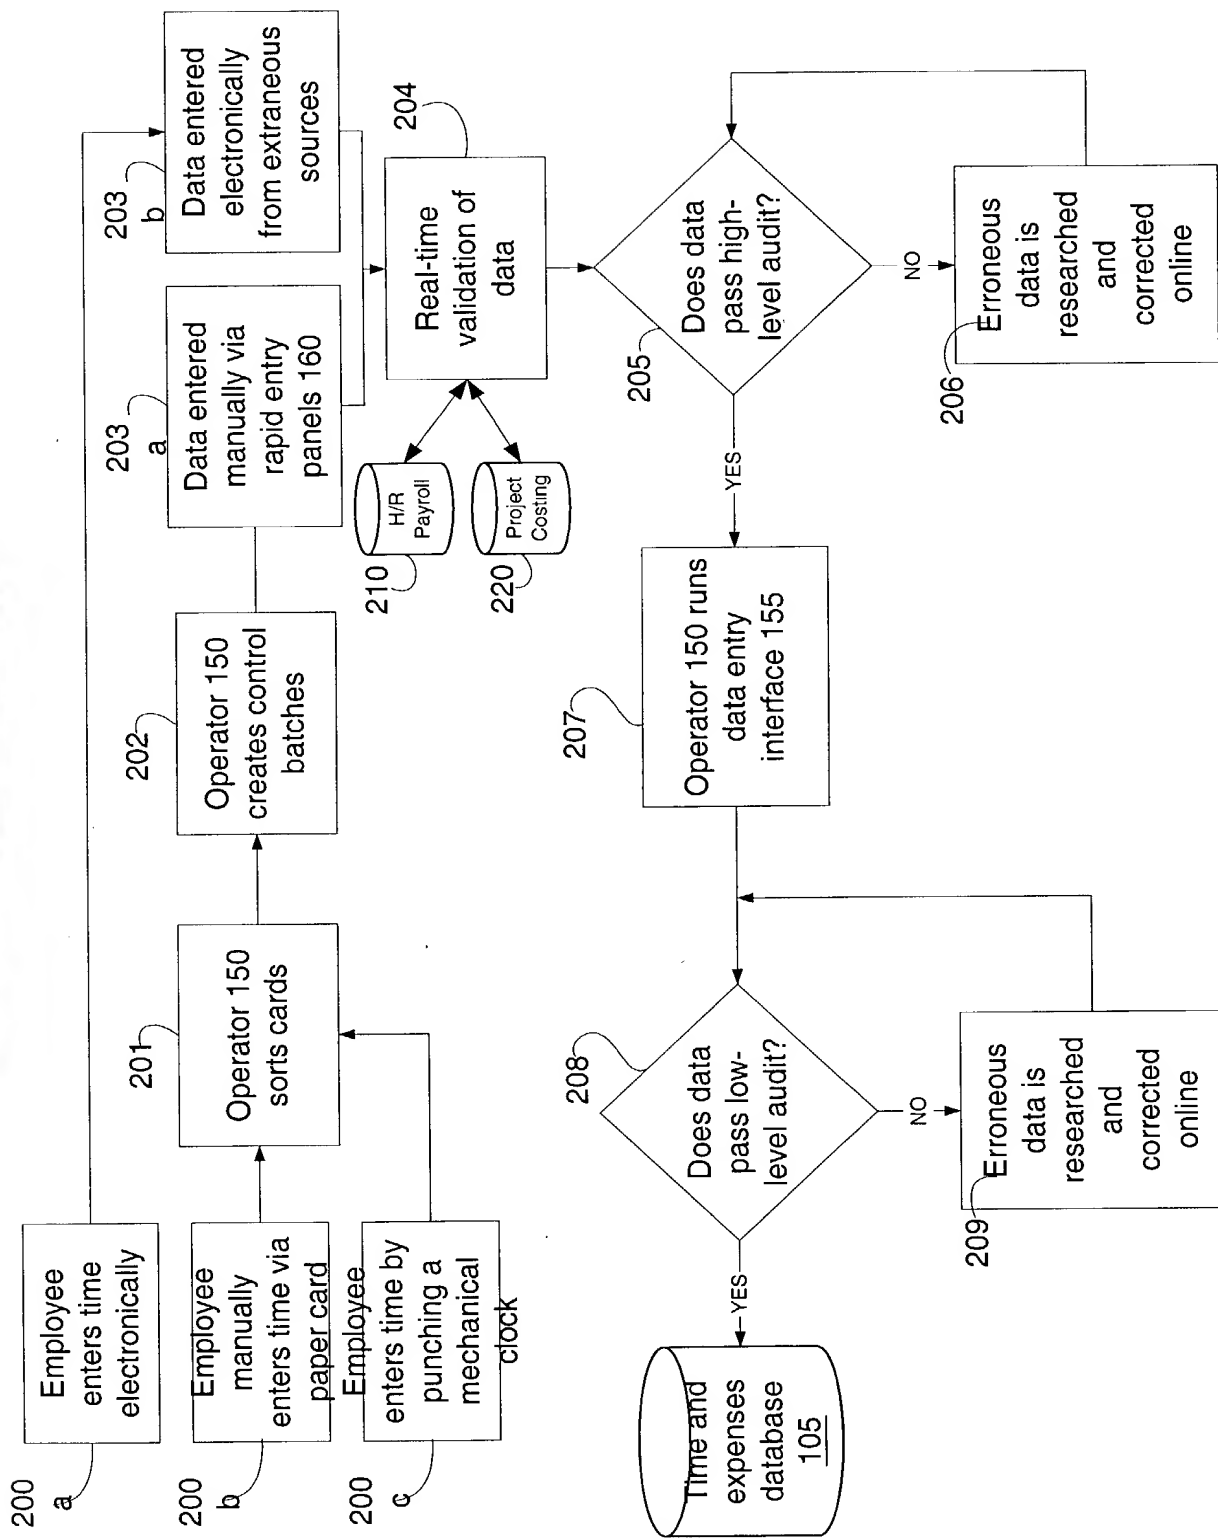 200
a
Employee
enters time
electronically
200
b
Employee
manually
enters time via
paper card
200
c
Employee
enters time by
punching a
mechanical
clock
201
Operator 150
sorts cards
202
Operator 150
creates control
batches
203
a
Data entered
manually via
rapid entry
panels 160
203
b
Data entered
electronically
from extraneous
sources
204
Real-time
validation of
data
210
H/R
Payroll
220
Project
Costing
205
Does data
pass high-
level audit?
NO
206
Erroneous
data is
researched
and
corrected
online
YES
207
Operator 150 runs
data entry
interface 155
208
Does data
pass low-
level audit?
NO
209
Erroneous
data is
researched
and
corrected
online
YES
Time and
expenses
database
105